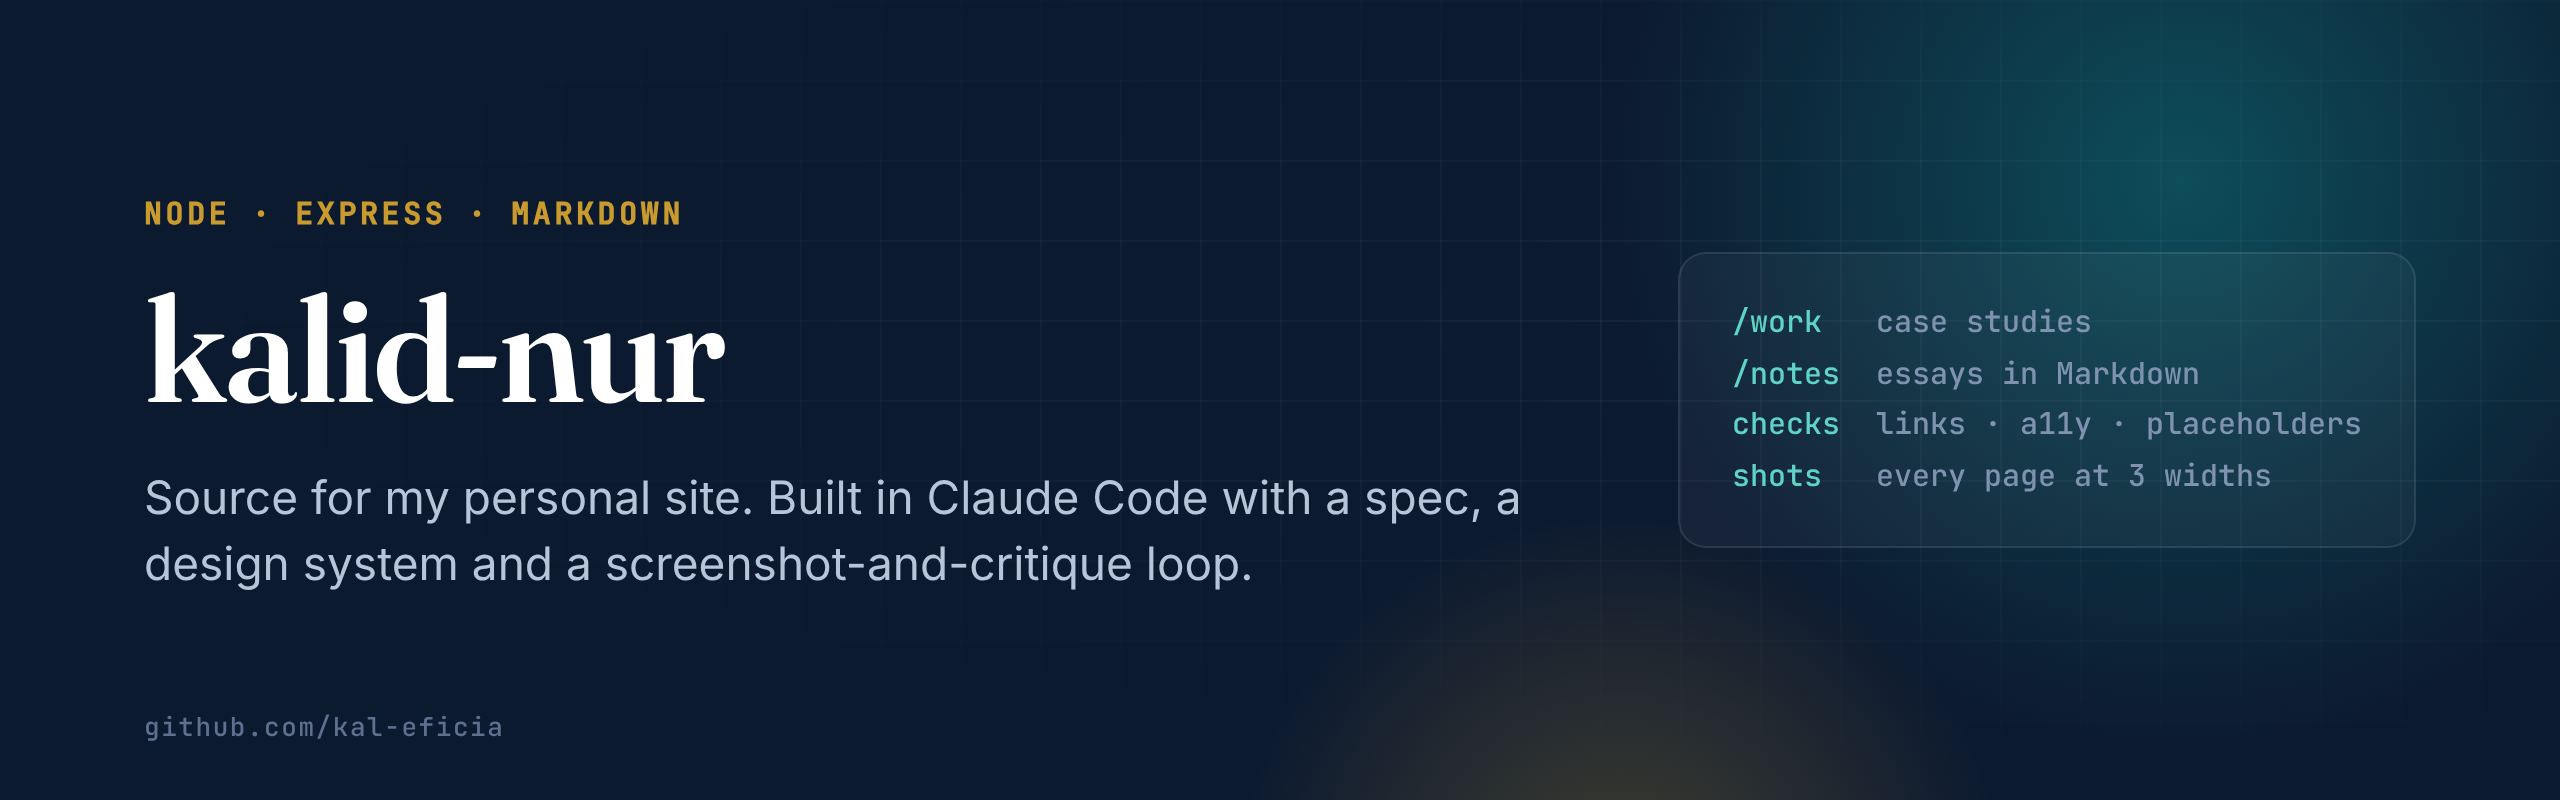 NODE · EXPRESS · MARKDOWN
kalid-nur
Source for my personal site. Built in Claude Code with a spec, a
design system and a screenshot-and-critique loop.
github.com/kal-eficia
/work case studies
/notes essays in Markdown
checks links · a11y · placeholders
shots every page at 3 widths